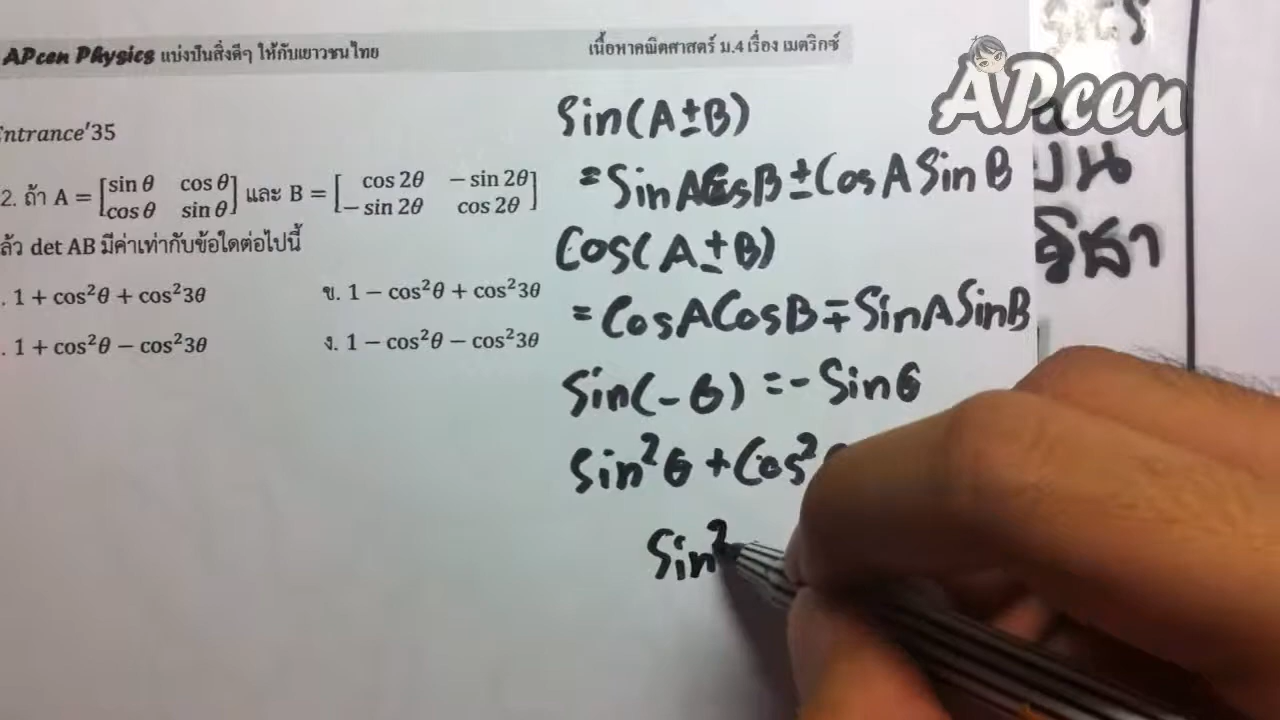 APcen Physics แบ่งปันสิ่งดีๆ ให้กับเยาวชนไทย
เนื้อหาคณิตศาสตร์ ม.4 เรื่อง เมตริกซ์
APcen
ntrance'35
2. ถ้า A = [sin θ cos θ cos θ sin θ] และ B = [cos 2θ − sin 2θ − sin 2θ cos 2θ]
ล้ว det AB มีค่าเท่ากับข้อใดต่อไปนี้
. 1 + cos²θ + cos²3θ
ข. 1 − cos²θ + cos²3θ
. 1 + cos²θ − cos²3θ
ง. 1 − cos²θ − cos²3θ
Sin(A±B)
= SinACosB ± CosASinB
Cos(A±B)
= CosACosB ∓ SinASinB
Sin(-θ) = - Sinθ
Sin²θ + Cos²
Sin²